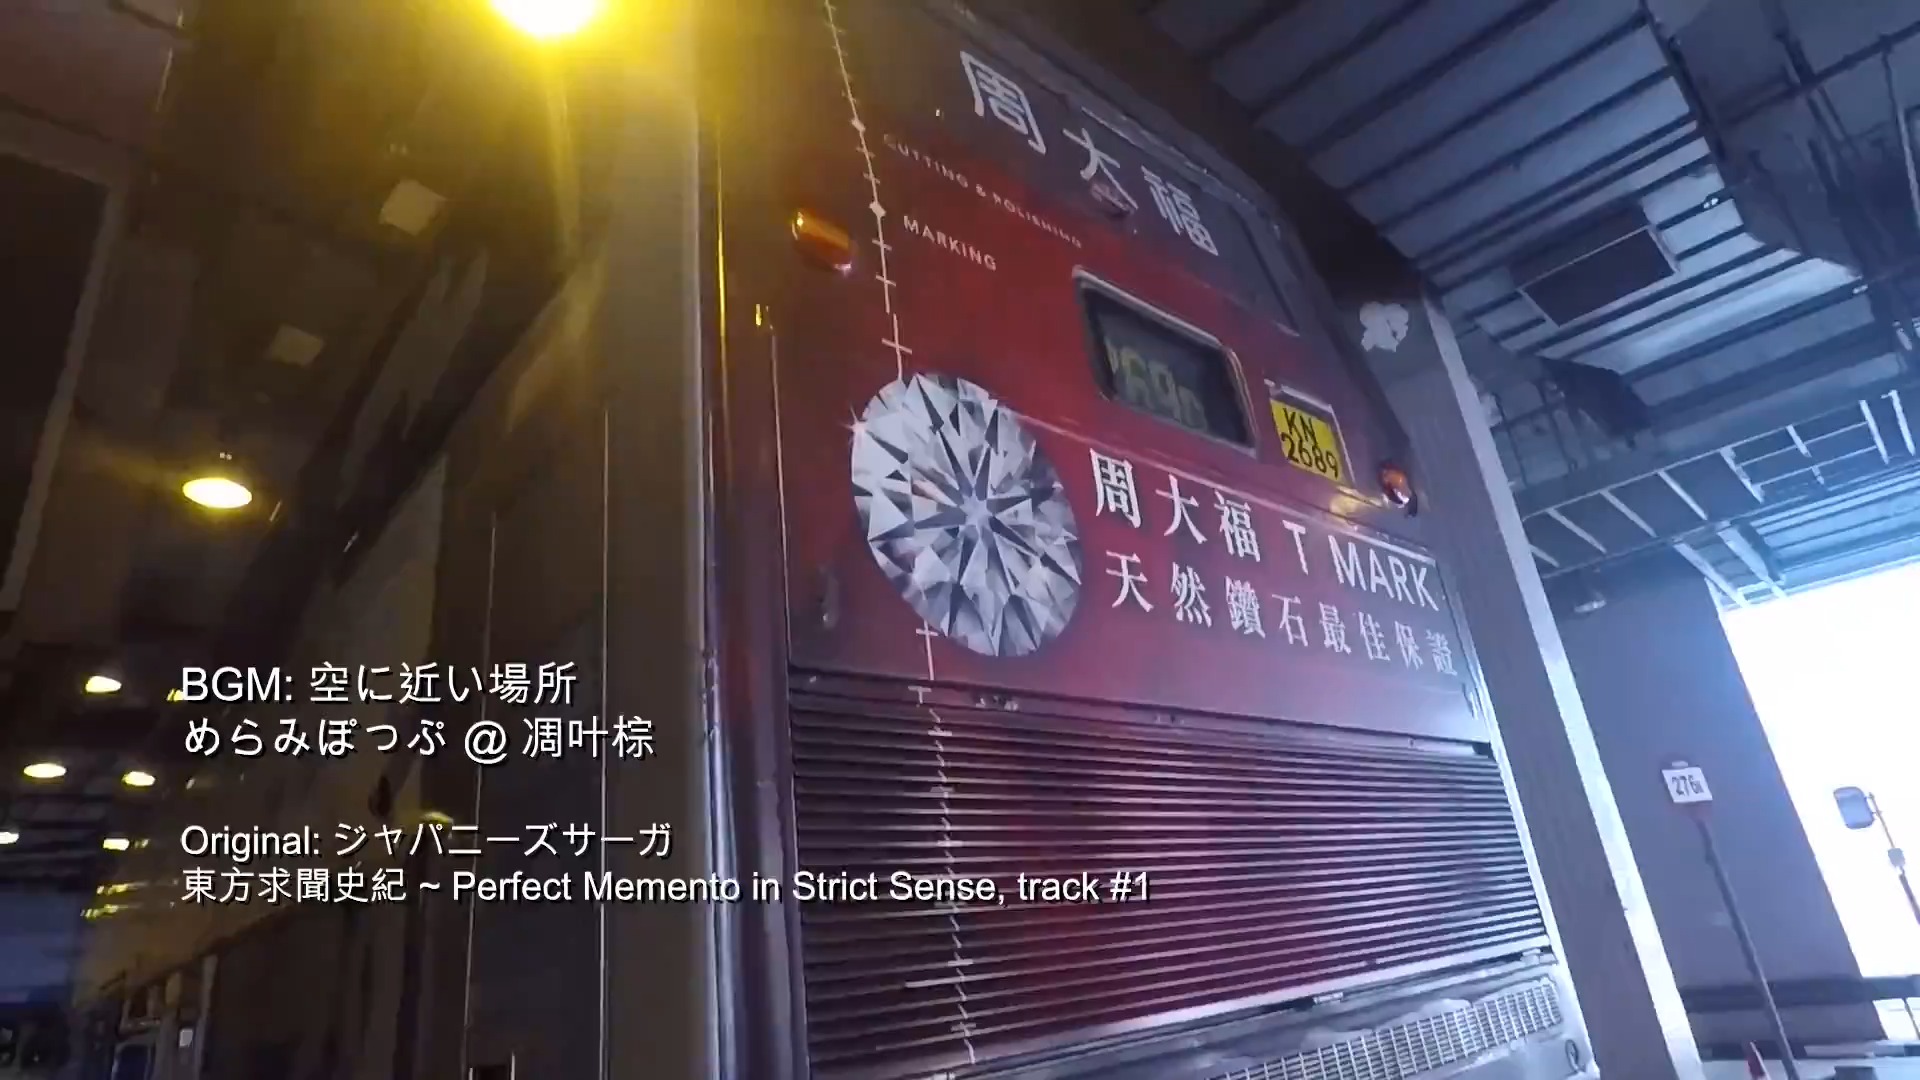 周大福
CUTTING & POLISHING
MARKING
KN
2689
周大福 T MARK
天然鑽石最佳保證
276B
BGM: 空に近い場所
めらみぽっぷ @ 凋叶棕
Original: ジャパニーズサーガ
東方求聞史紀 ~ Perfect Memento in Strict Sense, track #1